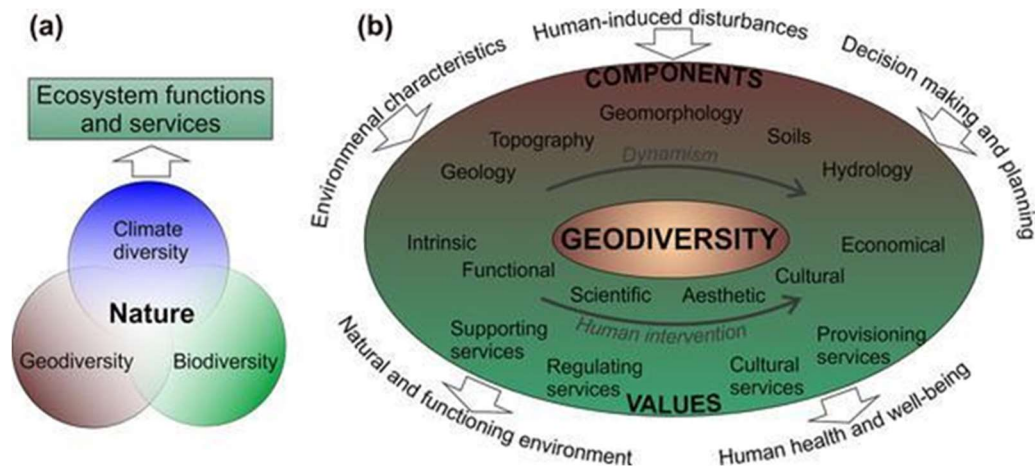 (a)
Ecosystem functions
and services
Climate
diversity
Nature
Geodiversity
Biodiversity
(b)
Human-induced disturbances
Environmenal characteristics
Decision making and planning
COMPONENTS
Geomorphology
Topography
Soils
Geology
Dynamism
Hydrology
GEODIVERSITY
Intrinsic
Economical
Functional
Cultural
Scientific
Aesthetic
Human intervention
Supporting
services
Regulating
services
Cultural
services
Provisioning
services
VALUES
Natural and functioning environment
Human health and well-being